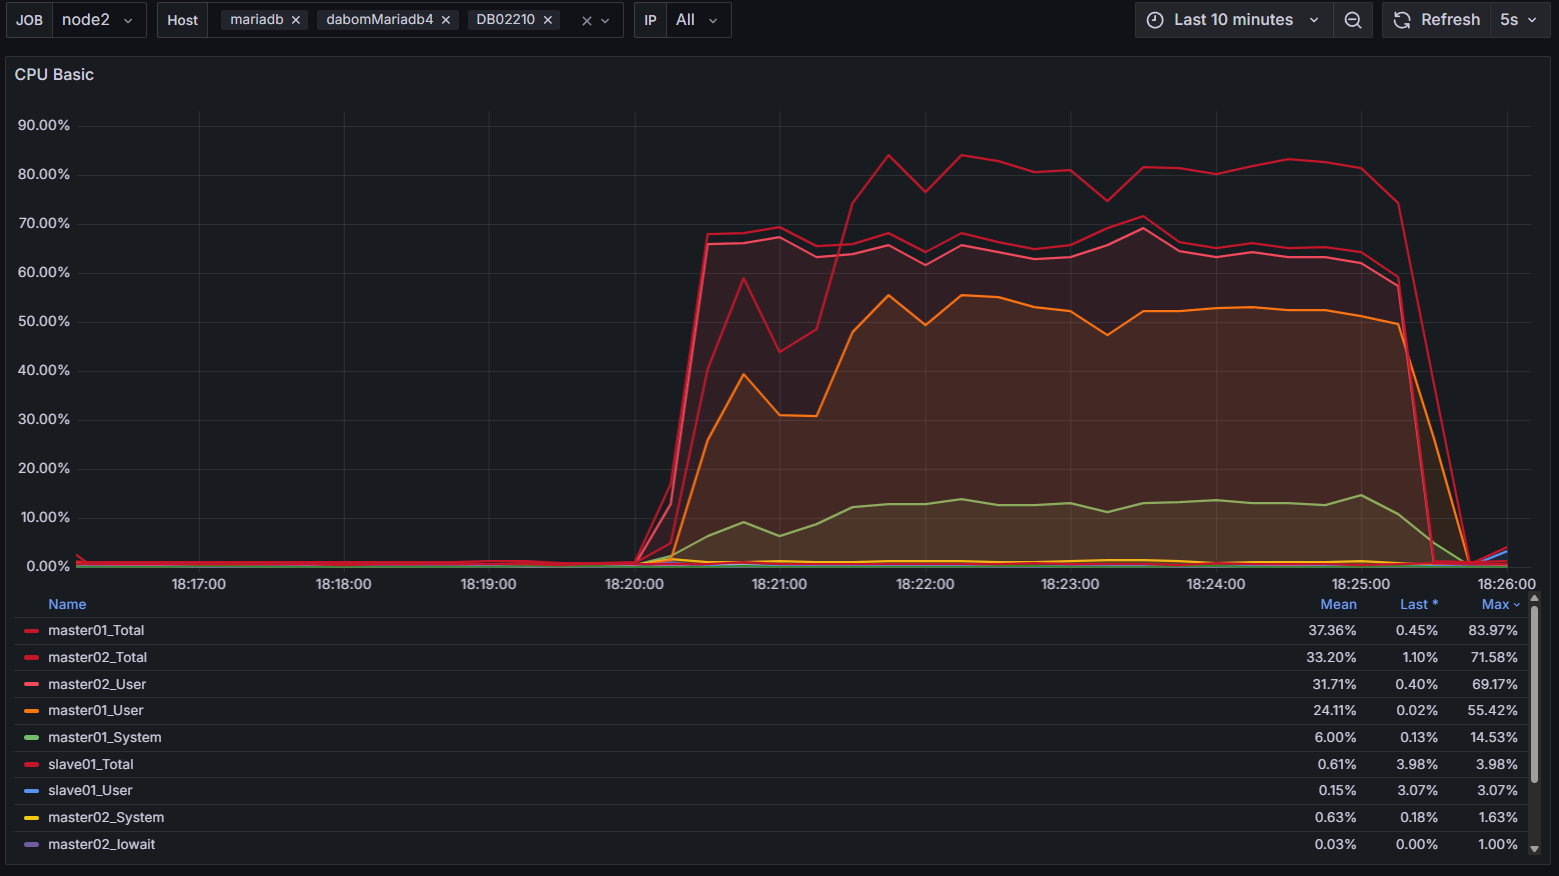 JOB node2 Host mariadb dabomMariadb4 DB02210 IP All Last 10 minutes Refresh 5s
CPU Basic
90.00%
80.00%
70.00%
60.00%
50.00%
40.00%
30.00%
20.00%
10.00%
0.00%
18:17:00 18:18:00 18:19:00 18:20:00 18:21:00 18:22:00 18:23:00 18:24:00 18:25:00 18:26:00
Name Mean Last * Max
master01_Total 37.36% 0.45% 83.97%
master02_Total 33.20% 1.10% 71.58%
master02_User 31.71% 0.40% 69.17%
master01_User 24.11% 0.02% 55.42%
master01_System 6.00% 0.13% 14.53%
slave01_Total 0.61% 3.98% 3.98%
slave01_User 0.15% 3.07% 3.07%
master02_System 0.63% 0.18% 1.63%
master02_Iowait 0.03% 0.00% 1.00%